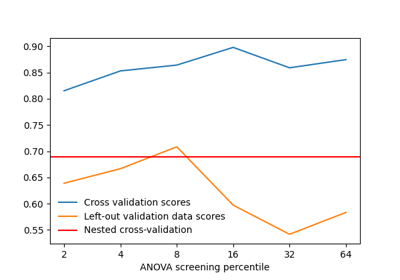 0.90
0.85
0.80
0.75
0.70
0.65
0.60
0.55
Cross validation scores
Left-out validation data scores
Nested cross-validation
2 4 8 16 32 64
ANOVA screening percentile